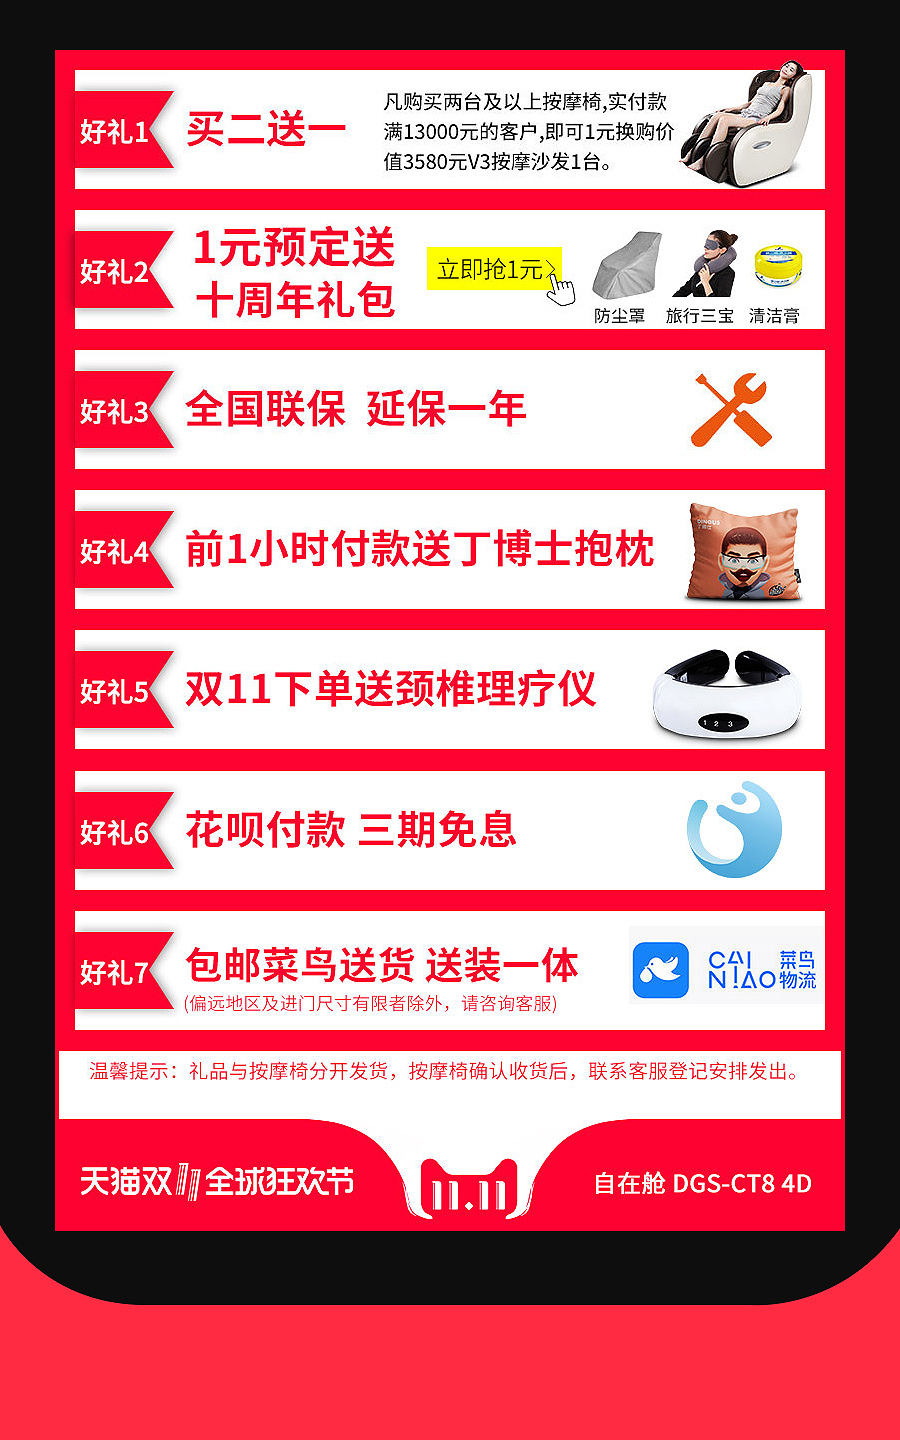 好礼1
买二送一
凡购买两台及以上按摩椅,实付款
满13000元的客户,即可1元换购价
值3580元V3按摩沙发1台。
好礼2
1元预定送
十周年礼包
立即抢1元>
防尘罩 旅行三宝 清洁膏
好礼3
全国联保 延保一年
好礼4
前1小时付款送丁博士抱枕
好礼5
双11下单送颈椎理疗仪
1 2 3
好礼6
花呗付款 三期免息
好礼7
包邮菜鸟送货 送装一体
(偏远地区及进门尺寸有限者除外，请咨询客服)
CAI 菜鸟
NIAO 物流
温馨提示：礼品与按摩椅分开发货，按摩椅确认收货后，联系客服登记安排发出。
天猫双11全球狂欢节
11.11
自在舱 DGS-CT8 4D